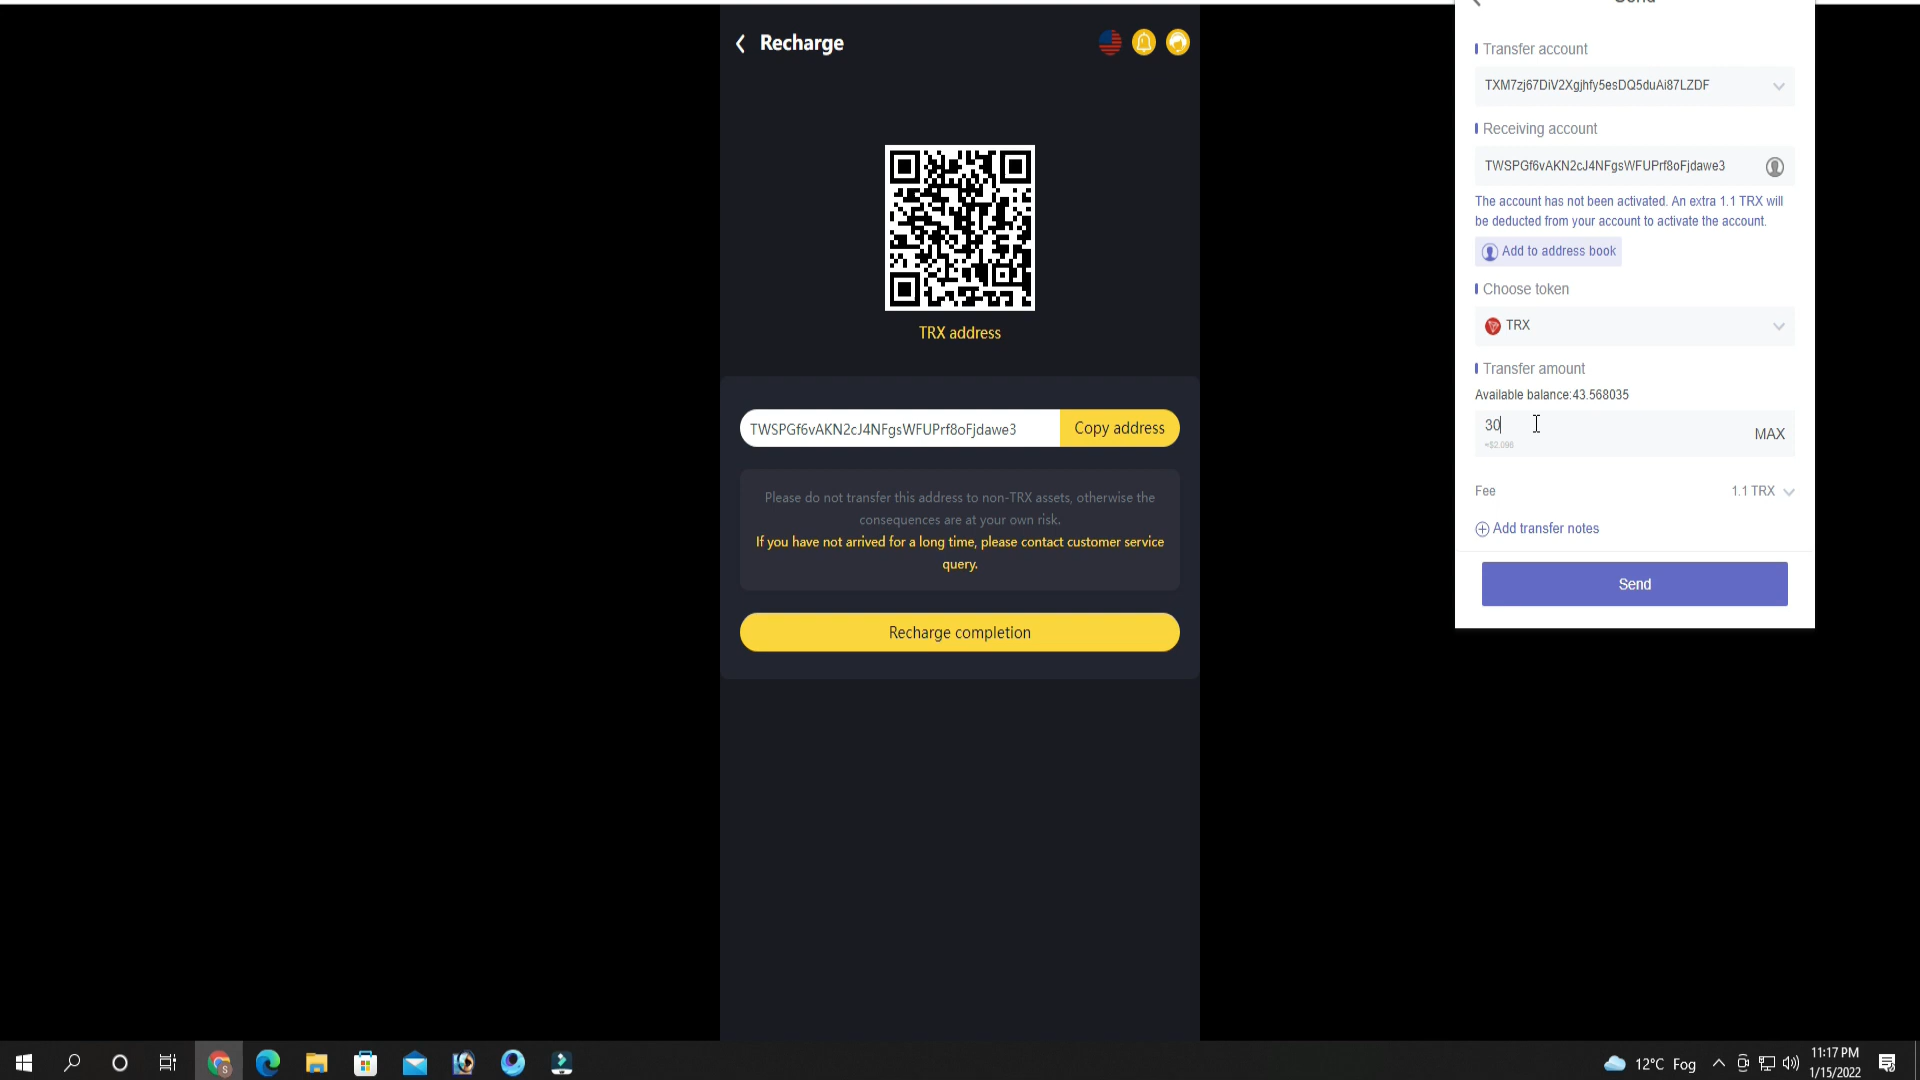 Recharge
TRX address
TWSPGf6vAKN2cJ4NFgsWFUPrf8oFjdawe3
Copy address
Please do not transfer this address to non-TRX assets, otherwise the
consequences are at your own risk.
If you have not arrived for a long time, please contact customer service
query.
Recharge completion
Transfer account
TXM7zj67DiV2Xgjhfy5esDQ5duAi87LZDF
Receiving account
TWSPGf6vAKN2cJ4NFgsWFUPrf8oFjdawe3
The account has not been activated. An extra 1.1 TRX will
be deducted from your account to activate the account.
Add to address book
Choose token
TRX
Transfer amount
Available balance:43.568035
30
≈$2.098
MAX
Fee
1.1 TRX
Add transfer notes
Send
12°C Fog
11:17 PM
1/15/2022